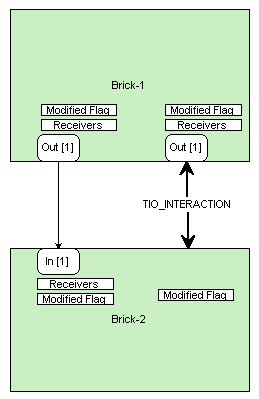 Brick-1
Modified Flag
Modified Flag
Receivers
Receivers
Out [1]
Out [1]
TIO_INTERACTION
In [1]
Receivers
Modified Flag
Modified Flag
Brick-2